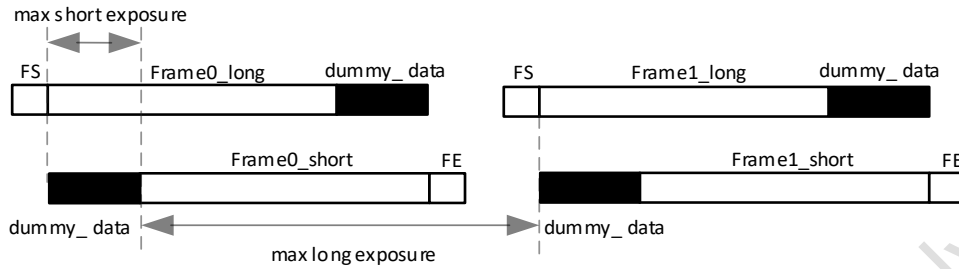 max short exposure
FS Frame0_long dummy_ data FS Frame1_long dummy_ data
Frame0_short FE Frame1_short FE
dummy_ data dummy_ data
max long exposure